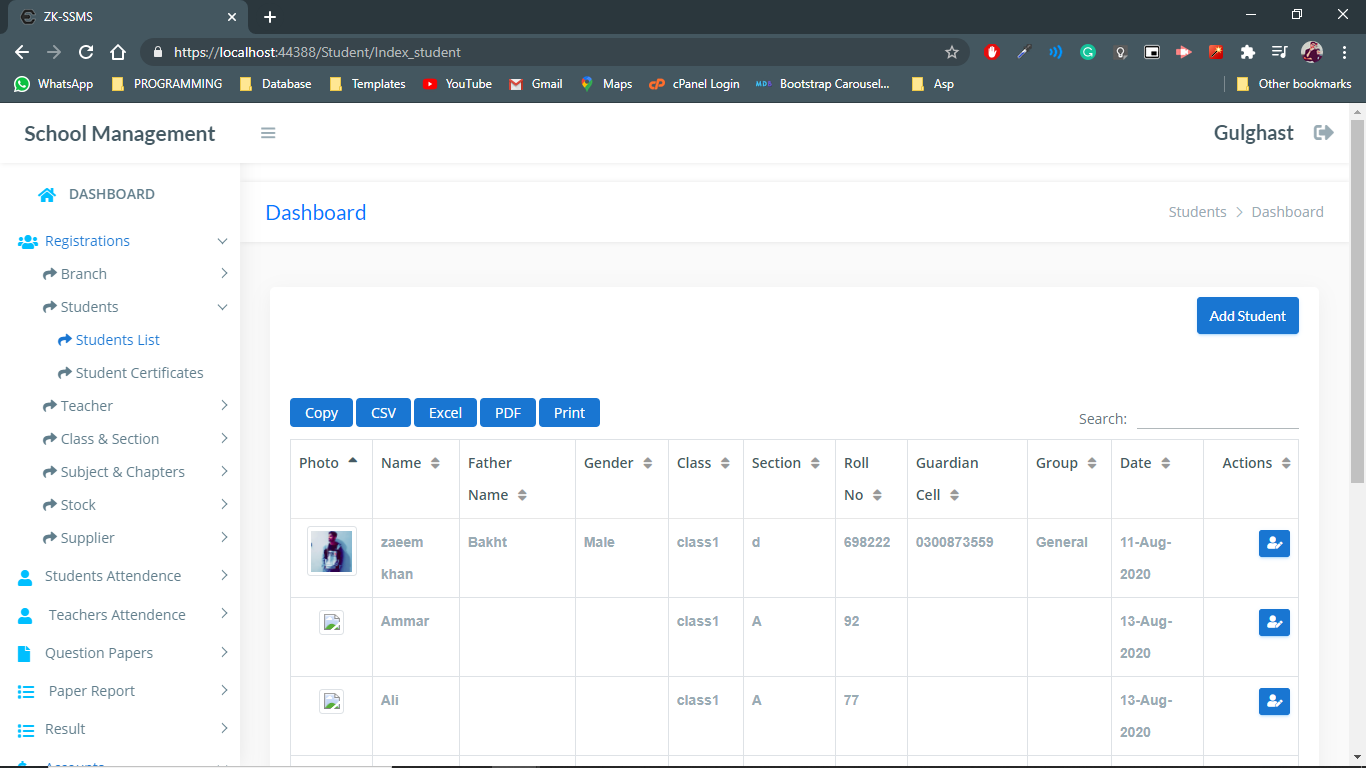 ZK-SSMS
https://localhost:44388/Student/Index_student
WhatsApp PROGRAMMING Database Templates YouTube Gmail Maps cPanel Login Bootstrap Carousel... Asp Other bookmarks
School Management Gulghast
DASHBOARD
Registrations
Branch
Students
Students List
Student Certificates
Teacher
Class & Section
Subject & Chapters
Stock
Supplier
Students Attendence
Teachers Attendence
Question Papers
Paper Report
Result
Dashboard Students Dashboard
Add Student
Copy CSV Excel PDF Print Search:
Photo Name Father Name Gender Class Section Roll No Guardian Cell Group Date Actions
zaeem khan Bakht Male class1 d 698222 0300873559 General 11-Aug-2020
Ammar class1 A 92 13-Aug-2020
Ali class1 A 77 13-Aug-2020